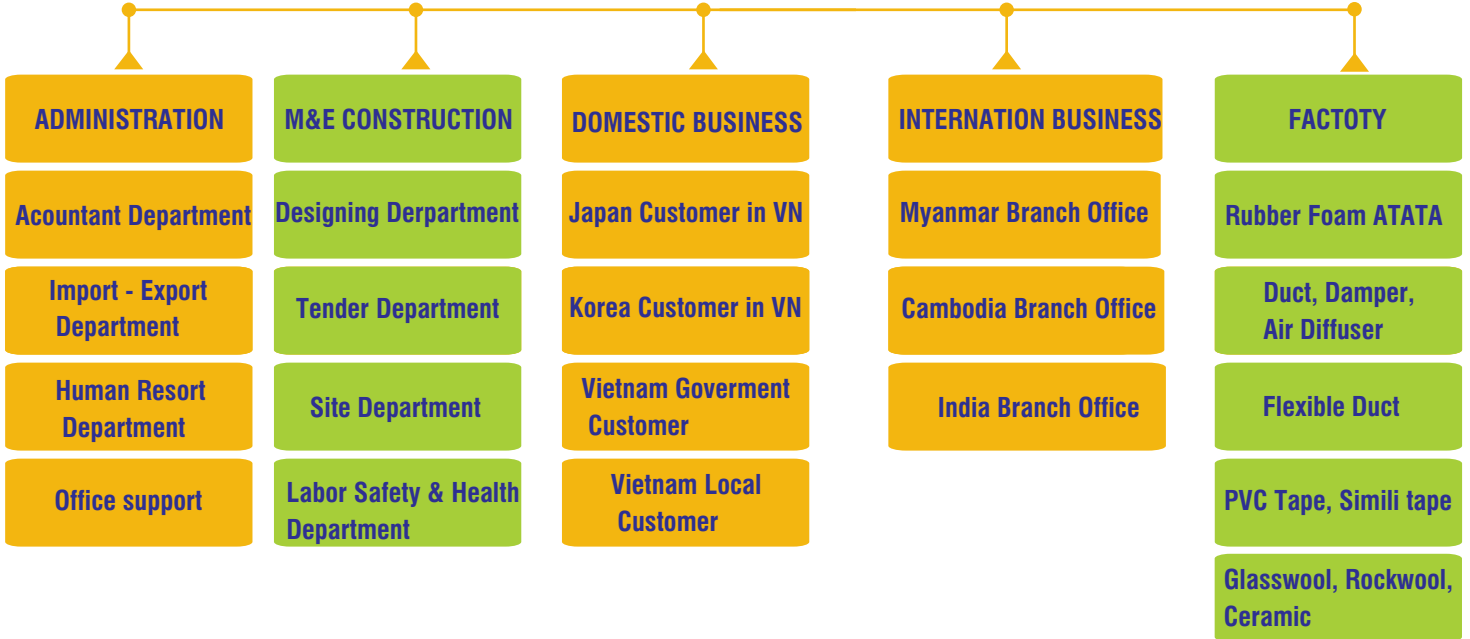 ADMINISTRATION
Acountant Department
Import - Export
Department
Human Resort
Department
Office support
M&E CONSTRUCTION
Designing Derpartment
Tender Department
Site Department
Labor Safety & Health
Department
DOMESTIC BUSINESS
Japan Customer in VN
Korea Customer in VN
Vietnam Goverment
Customer
Vietnam Local
Customer
INTERNATION BUSINESS
Myanmar Branch Office
Cambodia Branch Office
India Branch Office
FACTOTY
Rubber Foam ATATA
Duct, Damper,
Air Diffuser
Flexible Duct
PVC Tape, Simili tape
Glasswool, Rockwool,
Ceramic